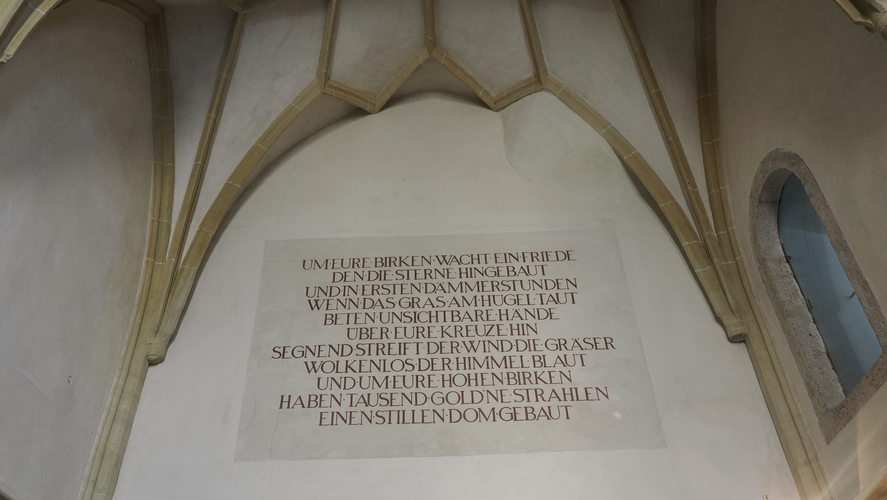 UM·EURE·BIRKEN·WACHT·EIN·FRIEDE
DEN·DIE·STERNE·HINGEBAUT
UND·IN·ERSTEN·DÄMMERSTUNDEN
WENN·DAS·GRAS·AM·HÜGEL·TAUT
BETEN·UNSICHTBARE·HÄNDE
ÜBER·EURE·KREUZE·HIN
SEGNEND·STREIFT·DER·WIND·DIE·GRÄSER
WOLKENLOS·DER·HIMMEL·BLAUT
UND·UM·EURE·HOHEN·BIRKEN
HABEN·TAUSEND·GOLD'NE·STRAHLEN
EINEN·STILLEN·DOM·GEBAUT